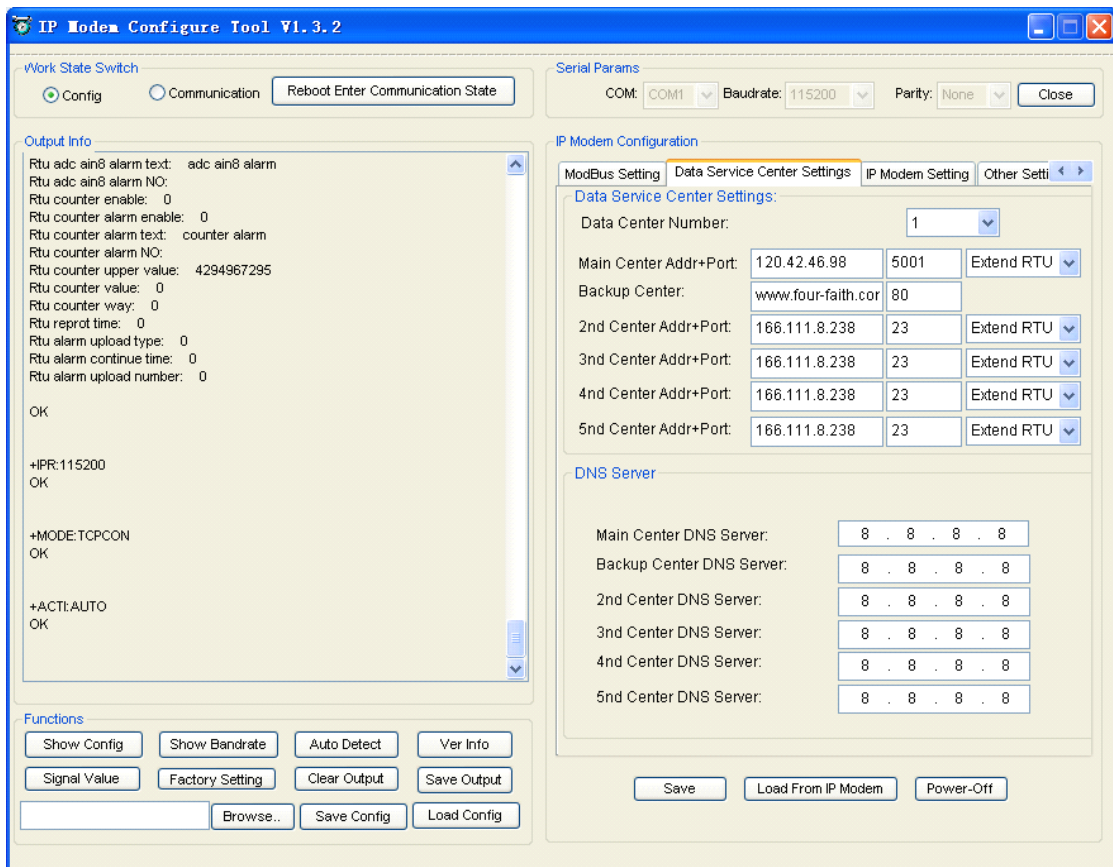 IP Modem Configure Tool V1.3.2
Work State Switch
Config
Communication
Reboot Enter Communication State
Serial Params
COM: COM1 Baudrate: 115200 Parity: None Close
Output Info
Rtu adc ain8 alarm text: adc ain8 alarm
Rtu adc ain8 alarm NO:
Rtu counter enable: 0
Rtu counter alarm enable: 0
Rtu counter alarm text: counter alarm
Rtu counter alarm NO:
Rtu counter upper value: 4294967295
Rtu counter value: 0
Rtu counter way: 0
Rtu reprot time: 0
Rtu alarm upload type: 0
Rtu alarm continue time: 0
Rtu alarm upload number: 0
OK
+IPR:115200
OK
+MODE:TCPCON
OK
+ACTI:AUTO
OK
Functions
Show Config Show Bandrate Auto Detect Ver Info
Signal Value Factory Setting Clear Output Save Output
Browse.. Save Config Load Config
IP Modem Configuration
ModBus Setting Data Service Center Settings IP Modem Setting Other Setti
Data Service Center Settings:
Data Center Number: 1
Main Center Addr+Port: 120.42.46.98 5001 Extend RTU
Backup Center: www.four-faith.cor 80
2nd Center Addr+Port: 166.111.8.238 23 Extend RTU
3nd Center Addr+Port: 166.111.8.238 23 Extend RTU
4nd Center Addr+Port: 166.111.8.238 23 Extend RTU
5nd Center Addr+Port: 166.111.8.238 23 Extend RTU
DNS Server
Main Center DNS Server: 8 . 8 . 8 . 8
Backup Center DNS Server: 8 . 8 . 8 . 8
2nd Center DNS Server: 8 . 8 . 8 . 8
3nd Center DNS Server: 8 . 8 . 8 . 8
4nd Center DNS Server: 8 . 8 . 8 . 8
5nd Center DNS Server: 8 . 8 . 8 . 8
Save Load From IP Modem Power-Off